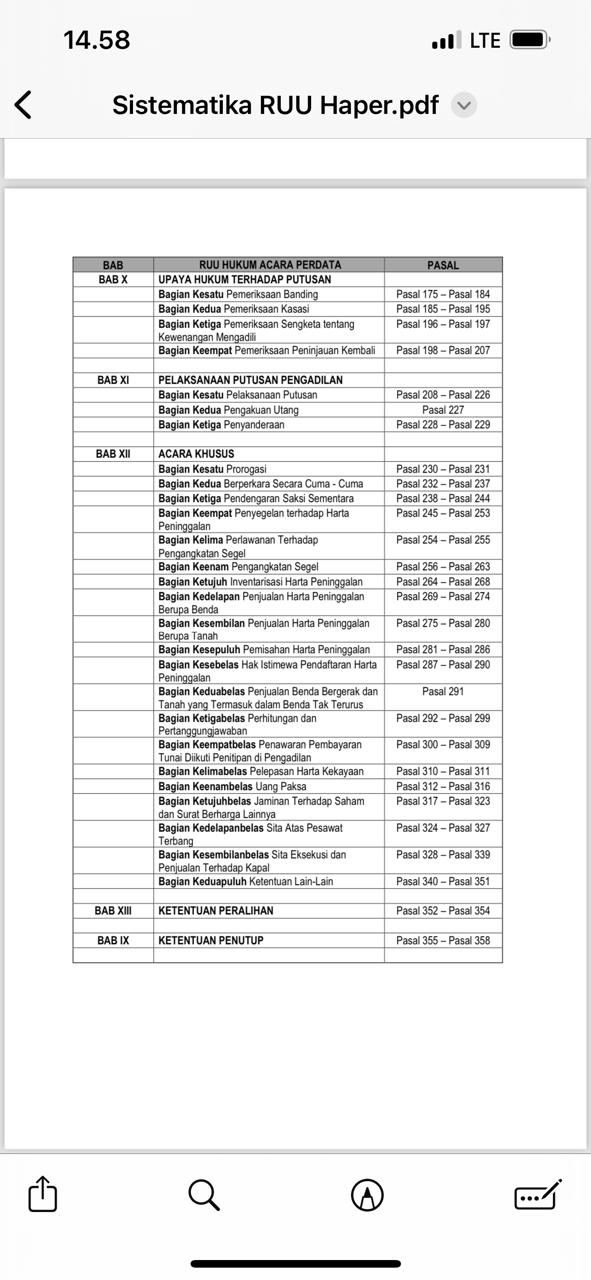 14.58
LTE
Sistematika RUU Haper.pdf
BAB RUU HUKUM ACARA PERDATA PASAL
BAB X UPAYA HUKUM TERHADAP PUTUSAN
Bagian Kesatu Pemeriksaan Banding Pasal 175 – Pasal 184
Bagian Kedua Pemeriksaan Kasasi Pasal 185 – Pasal 195
Bagian Ketiga Pemeriksaan Sengketa tentang Pasal 196 – Pasal 197
Kewenangan Mengadili
Bagian Keempat Pemeriksaan Peninjauan Kembali Pasal 198 – Pasal 207
BAB XI PELAKSANAAN PUTUSAN PENGADILAN
Bagian Kesatu Pelaksanaan Putusan Pasal 208 – Pasal 226
Bagian Kedua Pengakuan Utang Pasal 227
Bagian Ketiga Penyanderaan Pasal 228 – Pasal 229
BAB XII ACARA KHUSUS
Bagian Kesatu Prorogasi Pasal 230 – Pasal 231
Bagian Kedua Berperkara Secara Cuma - Cuma Pasal 232 – Pasal 237
Bagian Ketiga Pendengaran Saksi Sementara Pasal 238 – Pasal 244
Bagian Keempat Penyegelan terhadap Harta Pasal 245 – Pasal 253
Peninggalan
Bagian Kelima Perlawanan Terhadap Pasal 254 – Pasal 255
Pengangkatan Segel
Bagian Keenam Pengangkatan Segel Pasal 256 – Pasal 263
Bagian Ketujuh Inventarisasi Harta Peninggalan Pasal 264 – Pasal 268
Bagian Kedelapan Penjualan Harta Peninggalan Pasal 269 – Pasal 274
Berupa Benda
Bagian Kesembilan Penjualan Harta Peninggalan Pasal 275 – Pasal 280
Berupa Tanah
Bagian Kesepuluh Pemisahan Harta Peninggalan Pasal 281 – Pasal 286
Bagian Kesebelas Hak Istimewa Pendaftaran Harta Pasal 287 – Pasal 290
Peninggalan
Bagian Keduabelas Penjualan Benda Bergerak dan Pasal 291
Tanah yang Termasuk dalam Benda Tak Terurus
Bagian Ketigabelas Perhitungan dan Pasal 292 – Pasal 299
Pertanggungjawaban
Bagian Keempatbelas Penawaran Pembayaran Pasal 300 – Pasal 309
Tunai Diikuti Penitipan di Pengadilan
Bagian Kelimabelas Pelepasan Harta Kekayaan Pasal 310 – Pasal 311
Bagian Keenambelas Uang Paksa Pasal 312 – Pasal 316
Bagian Ketujuhbelas Jaminan Terhadap Saham Pasal 317 – Pasal 323
dan Surat Berharga Lainnya
Bagian Kedelapanbelas Sita Atas Pesawat Pasal 324 – Pasal 327
Terbang
Bagian Kesembilanbelas Sita Eksekusi dan Pasal 328 – Pasal 339
Penjualan Terhadap Kapal
Bagian Keduapuluh Ketentuan Lain-Lain Pasal 340 – Pasal 351
BAB XIII KETENTUAN PERALIHAN Pasal 352 – Pasal 354
BAB IX KETENTUAN PENUTUP Pasal 355 – Pasal 358